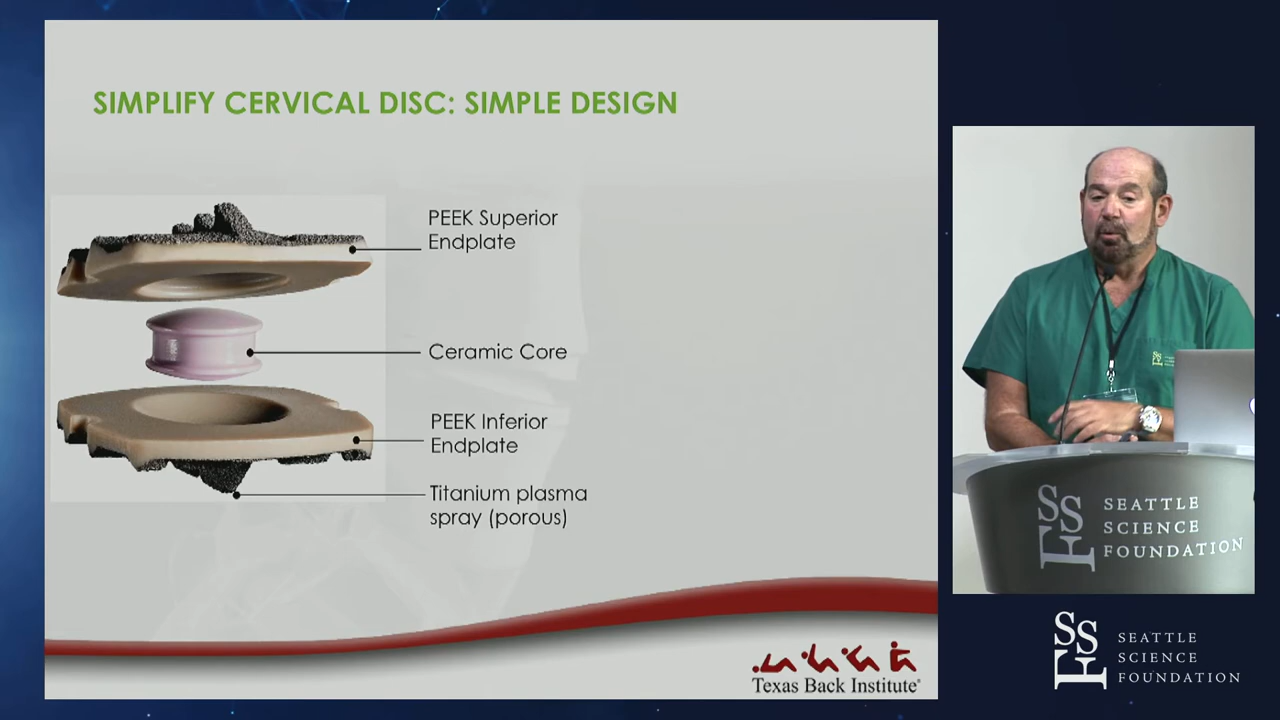 SIMPLIFY CERVICAL DISC: SIMPLE DESIGN
PEEK Superior
Endplate
Ceramic Core
PEEK Inferior
Endplate
Titanium plasma
spray (porous)
Texas Back Institute
SSF
SEATTLE
SCIENCE
FOUNDATION
SSF
SEATTLE
SCIENCE
FOUNDATION